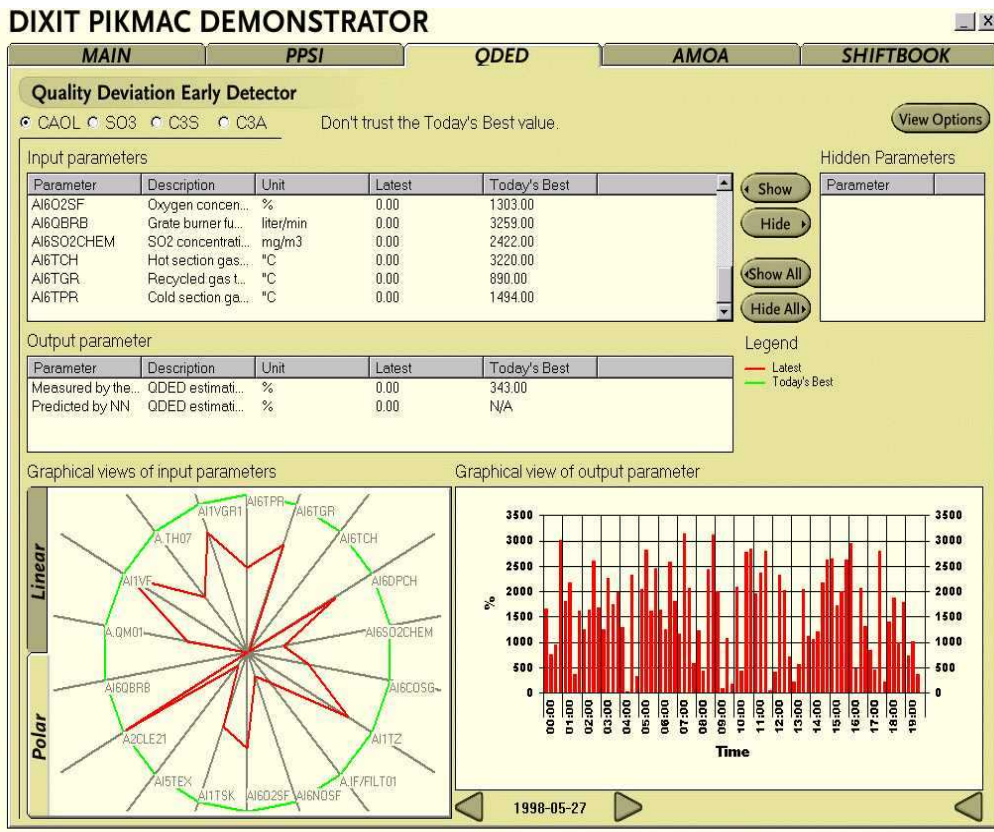 DIXIT PIKMAC DEMONSTRATOR
MAIN PPSI QDED AMOA SHIFTBOOK
Quality Deviation Early Detector
CAOL SO3 C3S C3A Don't trust the Today's Best value. View Options
Input parameters Hidden Parameters
Parameter Description Unit Latest Today's Best Parameter
AI6O2SF Oxygen concen... % 0.00 1303.00
AI6QBRB Grate burner fu... liter/min 0.00 3259.00
AI6SO2CHEM SO2 concentrati... mg/m3 0.00 2422.00
AI6TCH Hot section gas... "C 0.00 3220.00
AI6TGR Recycled gas t... "C 0.00 890.00
AI6TPR Cold section ga... "C 0.00 1494.00
Show
Hide
Show All
Hide All
Output parameter
Parameter Description Unit Latest Today's Best
Measured by the... QDED estimati... % 0.00 343.00
Predicted by NN QDED estimati... % 0.00 N/A
Legend
Latest
Today's Best
Graphical views of input parameters
Linear
Polar
AI6TPR
AI6TGR
AI6TCH
AI6DPCH
AI6SO2CHEM
AI6COSG
AI1TZ
A.IF/FILT01
AI6NOSF
AI6O2SF
AI1TSK
AI5TEX
A2CLE21
AI6QBRB
A.QM01
AI1VF
A.TH07
AI1VGR1
Graphical view of output parameter
3500 3500
3000 3000
2500 2500
2000 2000
1500 1500
1000 1000
500 500
0 0
%
00:00 01:00 02:00 03:00 04:00 05:00 06:00 07:00 08:00 09:00 10:00 11:00 12:00 13:00 14:00 15:00 16:00 17:00 18:00 19:00
Time
1998-05-27